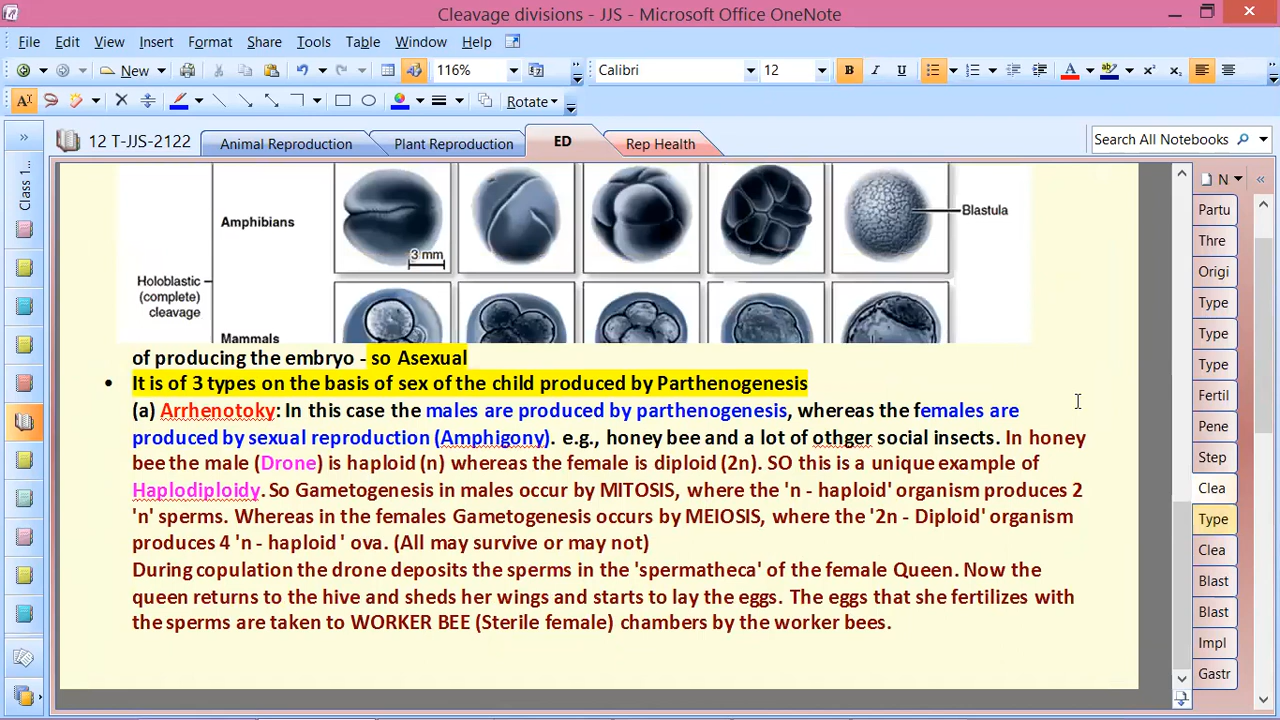 Cleavage divisions - JJS - Microsoft Office OneNote
File Edit View Insert Format Share Tools Table Window Help
New 116% Calibri 12 B I U
Rotate
12 T-JJS-2122 Animal Reproduction Plant Reproduction ED Rep Health Search All Notebooks
Class 1.
N
Partu
Thre
Origi
Type
Type
Type
Fertil
Pene
Step
Clea
Type
Clea
Blast
Blast
Impl
Gastr
Amphibians
3 mm
Blastula
Holoblastic
(complete)
cleavage
Mammals
of producing the embryo - so Asexual
• It is of 3 types on the basis of sex of the child produced by Parthenogenesis
(a) Arrhenotoky: In this case the males are produced by parthenogenesis, whereas the females are
produced by sexual reproduction (Amphigony). e.g., honey bee and a lot of othger social insects. In honey
bee the male (Drone) is haploid (n) whereas the female is diploid (2n). SO this is a unique example of
Haplodiploidy. So Gametogenesis in males occur by MITOSIS, where the 'n - haploid' organism produces 2
'n' sperms. Whereas in the females Gametogenesis occurs by MEIOSIS, where the '2n - Diploid' organism
produces 4 'n - haploid ' ova. (All may survive or may not)
During copulation the drone deposits the sperms in the 'spermatheca' of the female Queen. Now the
queen returns to the hive and sheds her wings and starts to lay the eggs. The eggs that she fertilizes with
the sperms are taken to WORKER BEE (Sterile female) chambers by the worker bees.